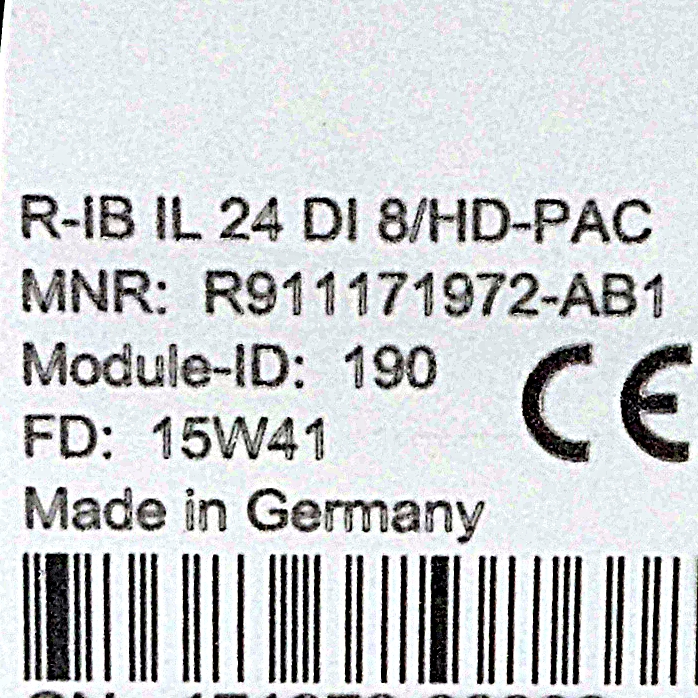 R-IB IL 24 DI 8/HD-PAC
MNR: R911171972-AB1
Module-ID: 190
CE
FD: 15W41
Made in Germany